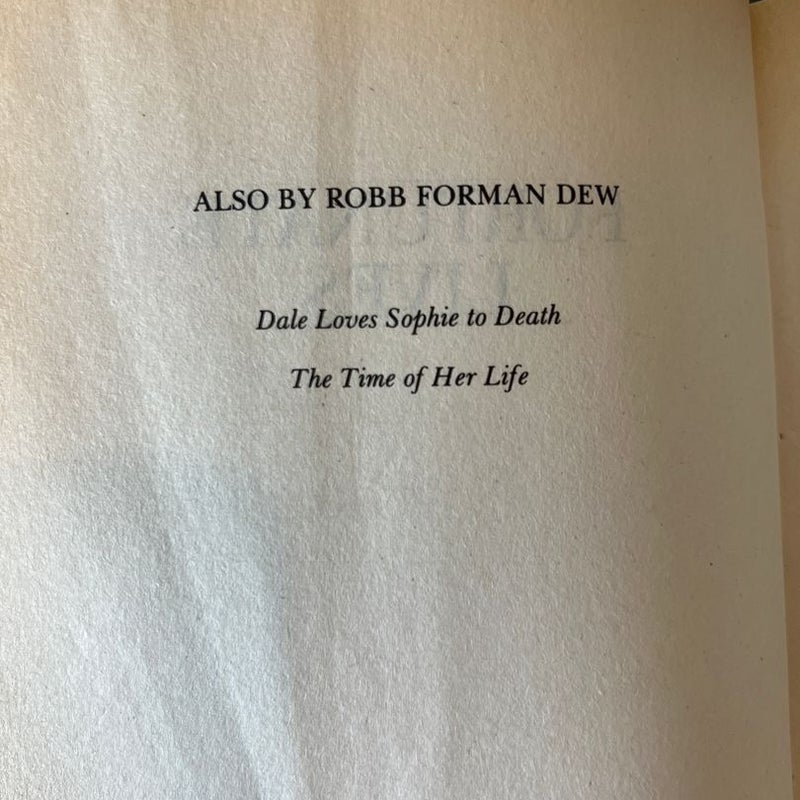 ALSO BY ROBB FORMAN DEW
Dale Loves Sophie to Death
The Time of Her Life